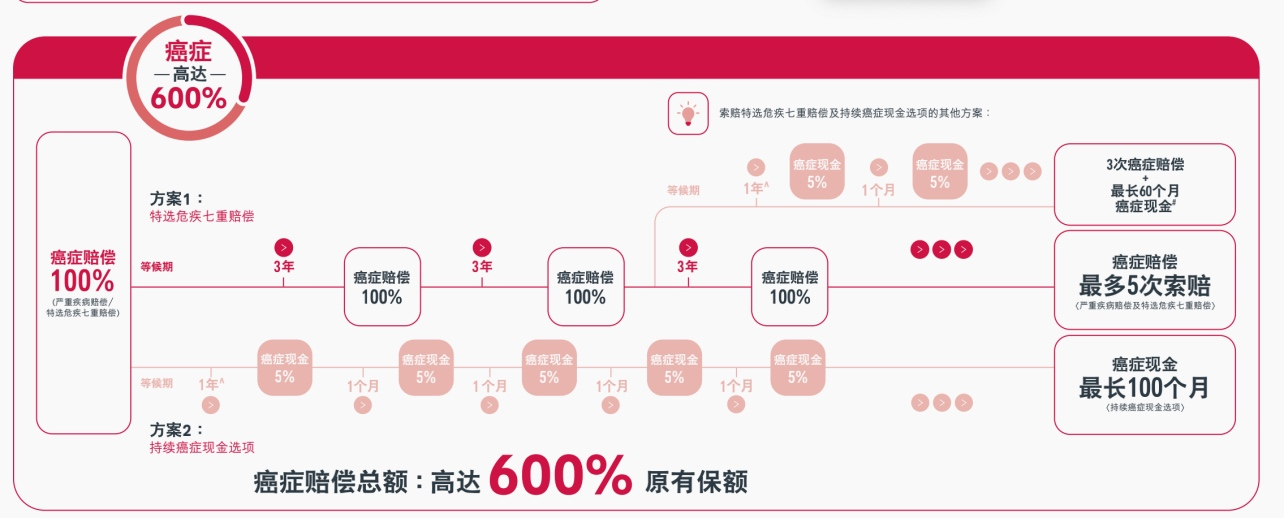 癌症
高达
600%
索赔特选危疾七重赔偿及持续癌症现金选项的其他方案：
等候期
1年^
癌症现金
5%
1个月
癌症现金
5%
3次癌症赔偿
+
最长60个月
癌症现金#
方案1：
特选危疾七重赔偿
癌症赔偿
100%
(严重疾病赔偿/
特选危疾七重赔偿)
等候期
3年
癌症赔偿
100%
3年
癌症赔偿
100%
3年
癌症赔偿
100%
癌症赔偿
最多5次索赔
(严重疾病赔偿及特选危疾七重赔偿)
等候期
1年^
癌症现金
5%
1个月
癌症现金
5%
1个月
癌症现金
5%
1个月
癌症现金
5%
1个月
癌症现金
5%
癌症现金
最长100个月
(持续癌症现金选项)
方案2：
持续癌症现金选项
癌症赔偿总额：高达 600% 原有保额